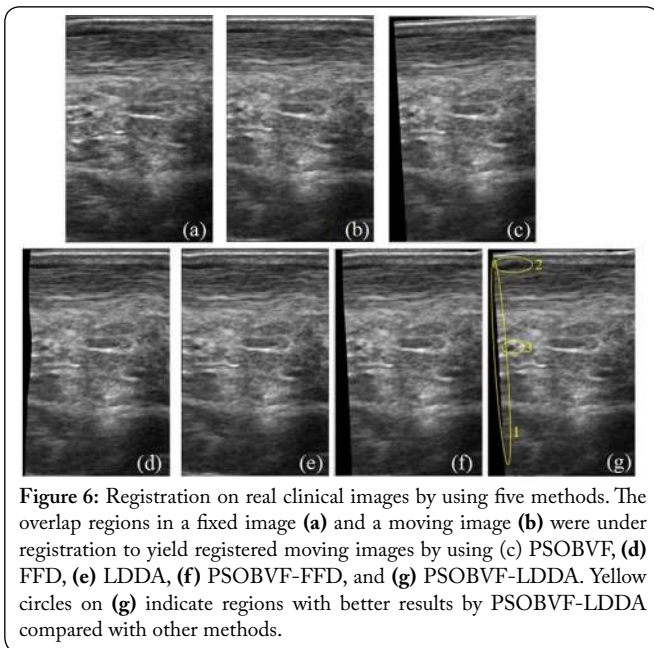 (a)
(b)
(c)
(d)
(e)
(f)
2
3
1
(g)
Figure 6: Registration on real clinical images by using five methods. The
overlap regions in a fixed image (a) and a moving image (b) were under
registration to yield registered moving images by using (c) PSOBVF, (d)
FFD, (e) LDDA, (f) PSOBVF-FFD, and (g) PSOBVF-LDDA. Yellow
circles on (g) indicate regions with better results by PSOBVF-LDDA
compared with other methods.